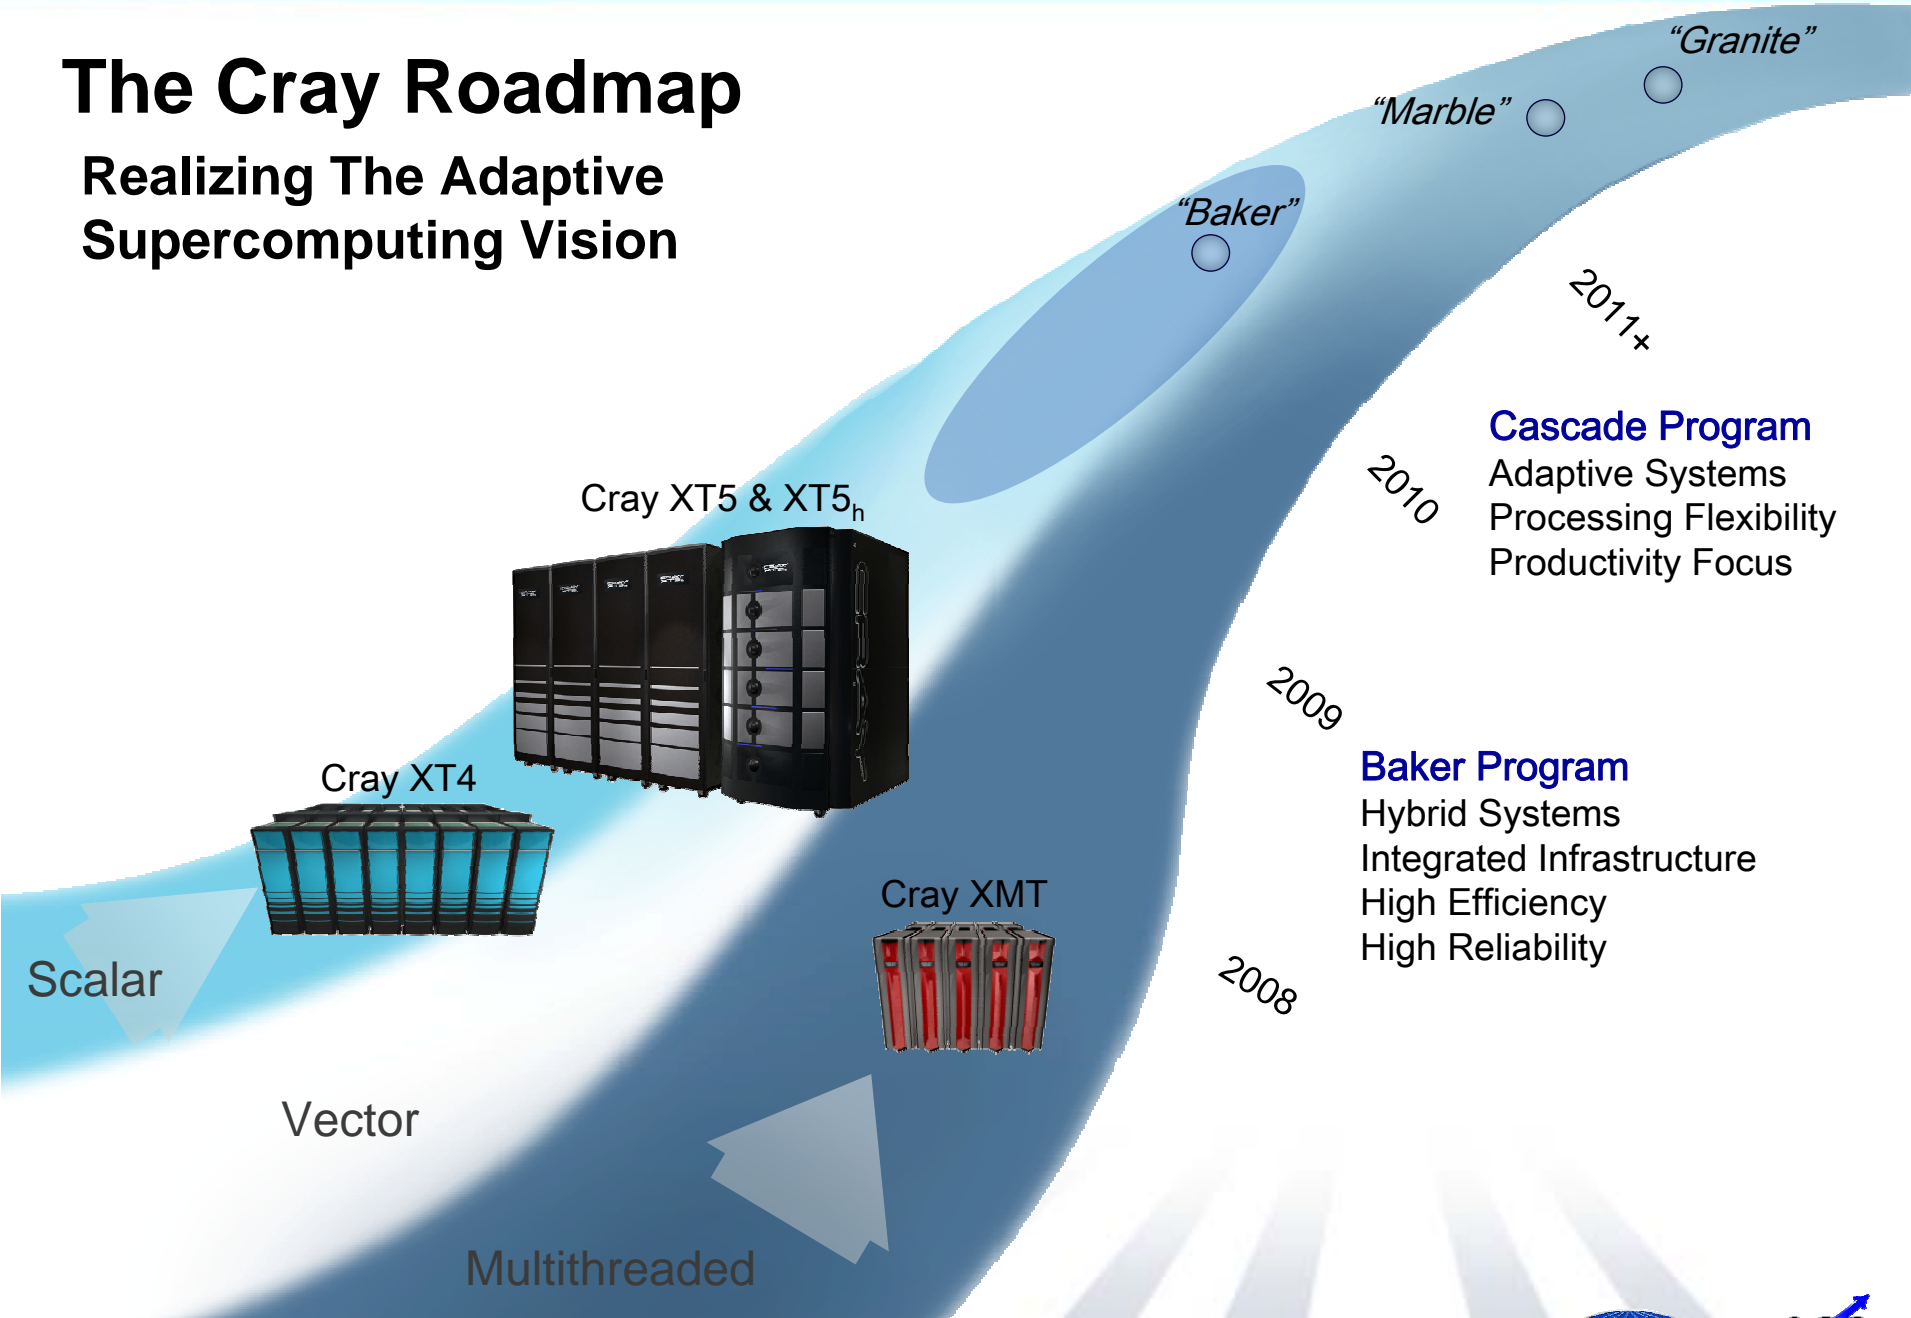 The Cray Roadmap
Realizing The Adaptive
Supercomputing Vision
“Granite”
“Marble”
“Baker”
2011+
Cascade Program
Adaptive Systems
Processing Flexibility
Productivity Focus
2010
Cray XT5 & XT5h
2009
Baker Program
Hybrid Systems
Integrated Infrastructure
High Efficiency
High Reliability
Cray XT4
Cray XMT
2008
Scalar
Vector
Multithreaded